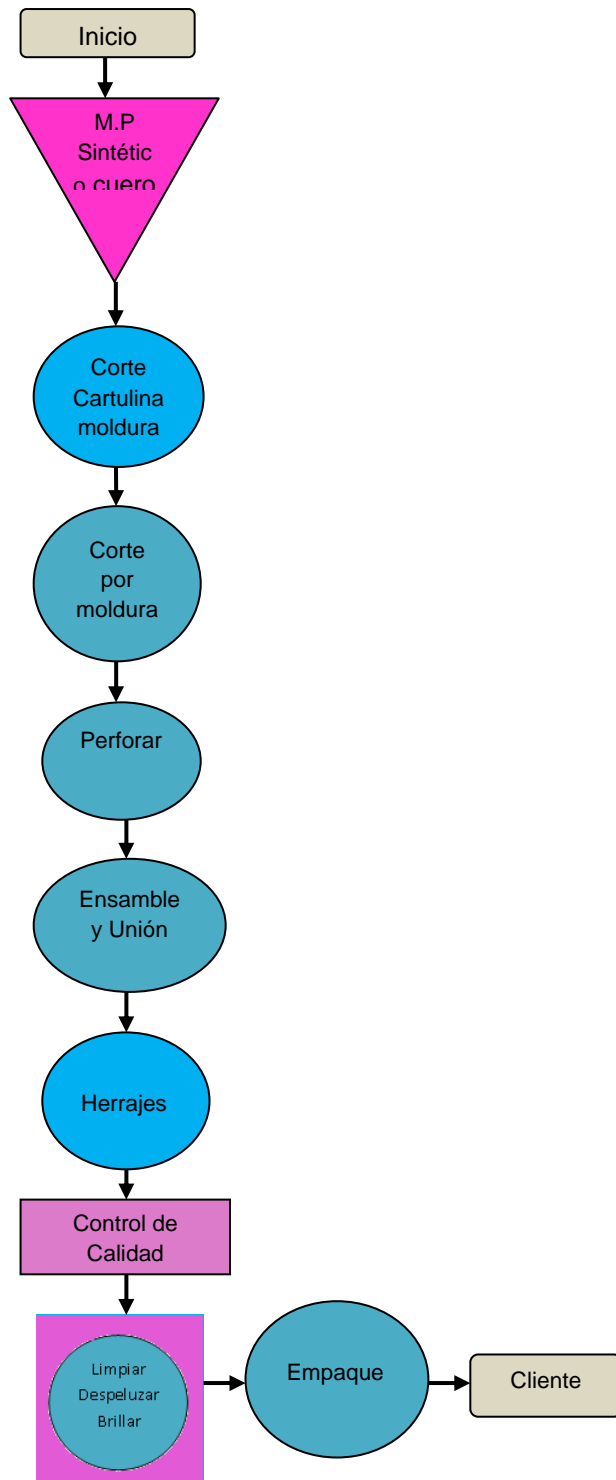 Inicio
M.P
Sintétic
o cuero
Corte
Cartulina
moldura
Corte
por
moldura
Perforar
Ensamble
y Unión
Herrajes
Control de
Calidad
Limpiar
Despeluzar
Brillar
Empaque
Cliente